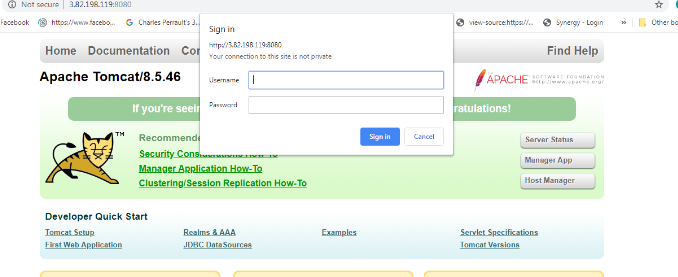 Not secure | 3.82.198.119:8080
Facebook https://www.facebo... Charles Perrault's 3... view-source:https://... Synergy - Login » Other bo
Sign in
http://3.82.198.119:8080
Your connection to this site is not private
Username
Password
Sign in Cancel
Home Documentation Con Find Help
Apache Tomcat/8.5.46
APACHE SOFTWARE FOUNDATION
http://www.apache.org/
If you're seein ratulations!
TM
Recommende
Security Considerations How-To
Manager Application How-To
Clustering/Session Replication How-To
Server Status
Manager App
Host Manager
Developer Quick Start
Tomcat Setup Realms & AAA Examples Servlet Specifications
First Web Application JDBC DataSources Tomcat Versions